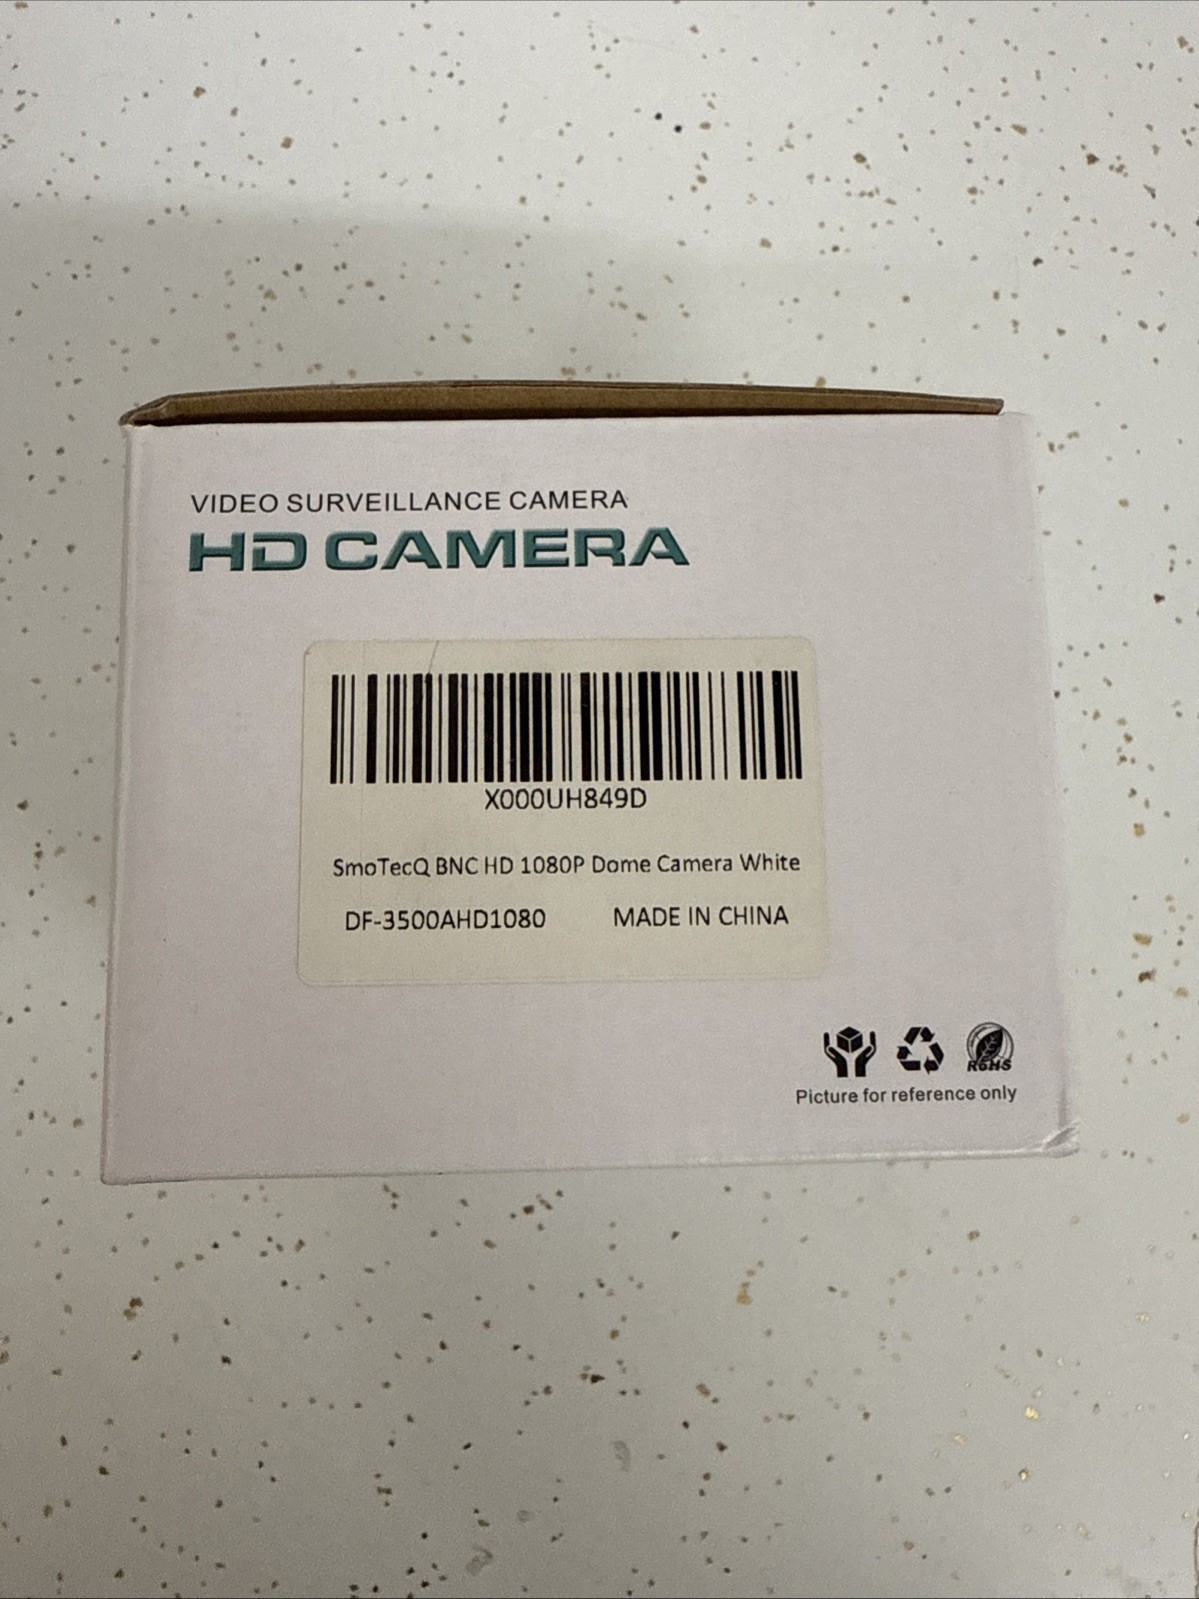 VIDEO SURVEILLANCE CAMERA
HD CAMERA
X000UH849D
SmoTecQ BNC HD 1080P Dome Camera White
DF-3500AHD1080 MADE IN CHINA
RoHS
Picture for reference only